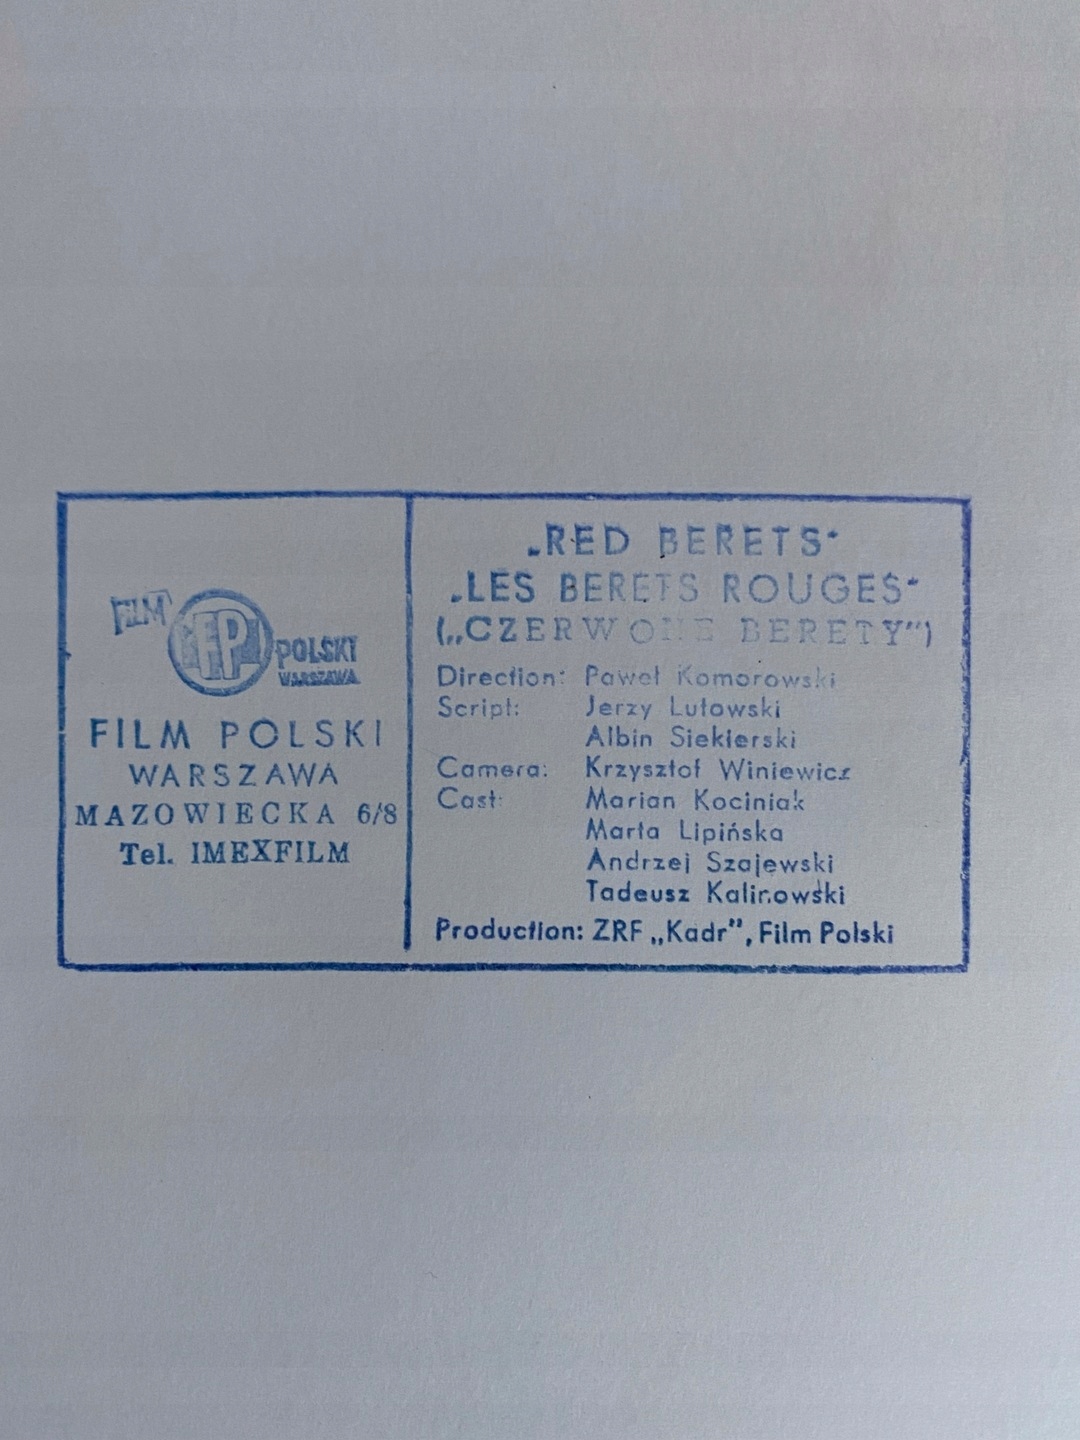 FILM
FP
POLSKI
WARSZAWA
FILM POLSKI
WARSZAWA
MAZOWIECKA 6/8
Tel. IMEXFILM
„RED BERETS"
„LES BERETS ROUGES"
(„CZERWONE BERETY")
Direction: Paweł Komorowski
Script: Jerzy Lutowski
Albin Siekierski
Camera: Krzysztof Winiewicz
Cast: Marian Kociniak
Marta Lipińska
Andrzej Szajewski
Tadeusz Kalinowski
Production: ZRF „Kadr”, Film Polski